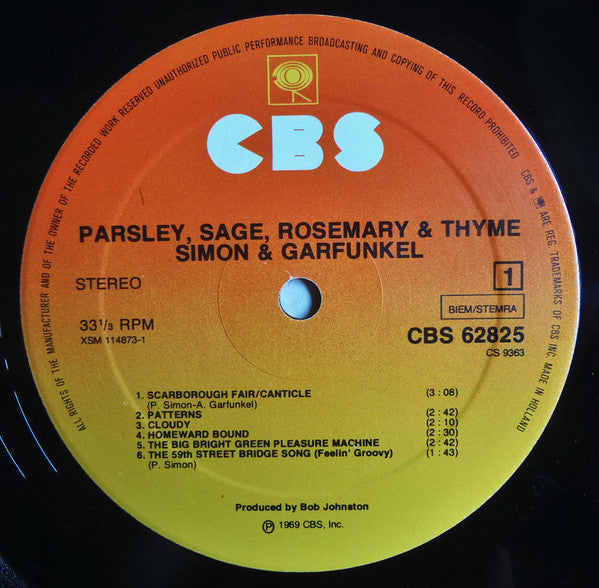 ALL RIGHTS OF THE MANUFACTURER AND OF THE OWNER OF THE RECORDED WORK RESERVED UNAUTHORIZED PUBLIC PERFORMANCE BROADCASTING AND COPYING OF THIS RECORD PROHIBITED. CBS & ARE REG. TRADEMARKS OF CBS INC. MADE IN HOLLAND
CBS
PARSLEY, SAGE, ROSEMARY & THYME
SIMON & GARFUNKEL
STEREO
1
BIEM/STEMRA
33⅓ RPM
CBS 62825
XSM 114873-1
CS 9363
1. SCARBOROUGH FAIR/CANTICLE (3 : 08)
(P. Simon-A. Garfunkel)
2. PATTERNS (2 : 42)
3. CLOUDY (2 : 10)
4. HOMEWARD BOUND (2 : 30)
5. THE BIG BRIGHT GREEN PLEASURE MACHINE (2 : 42)
6. THE 59th STREET BRIDGE SONG (Feelin' Groovy) (1 : 43)
(P. Simon)
Produced by Bob Johnston
℗ 1969 CBS, Inc.